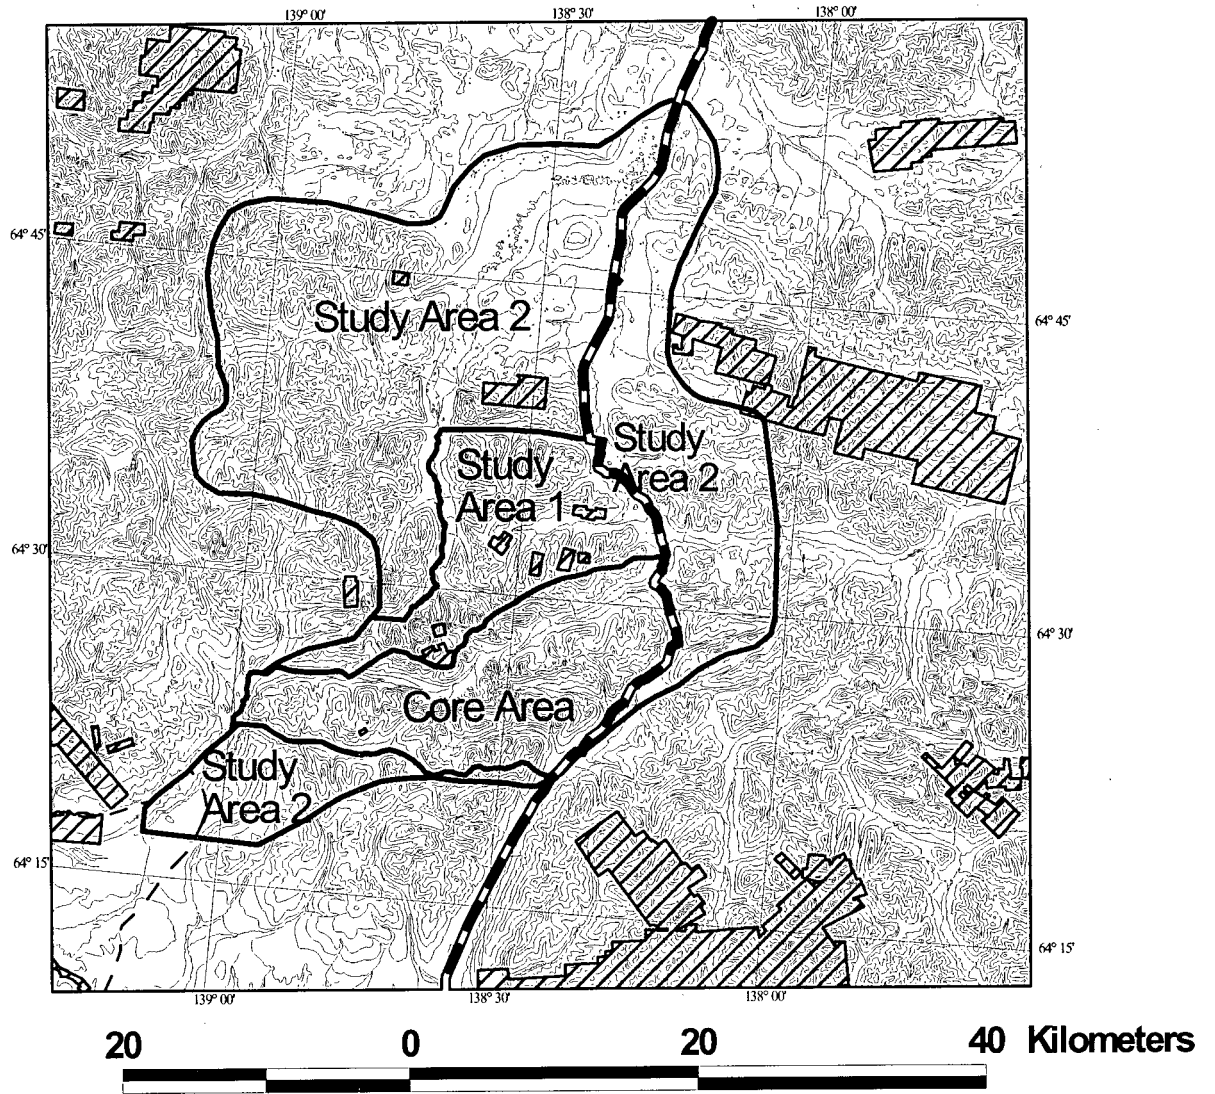 139° 00'
138° 30'
138° 00'
64° 45'
Study Area 2
64° 45'
Study
Area 2
Study
Area 1
64° 30'
64° 30'
Core Area
Study
Area 2
64° 15'
64° 15'
139° 00'
138° 30'
138° 00'
20 0 20 40 Kilometers